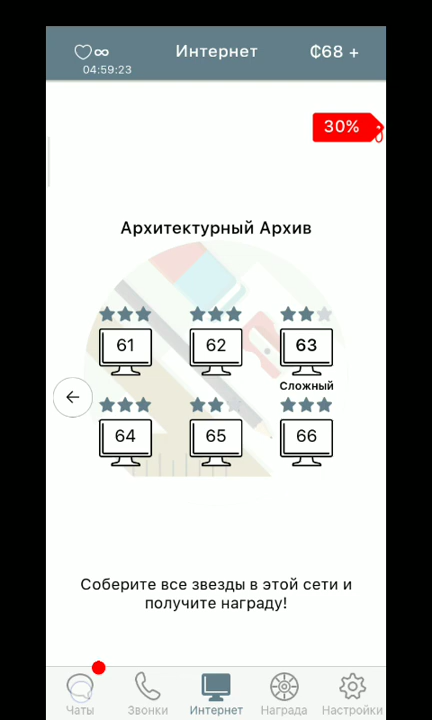 ∞ Интернет ₵68 +
04:59:23
30%
Архитектурный Архив
61 62 63
Сложный
64 65 66
Соберите все звезды в этой сети и
получите награду!
Чаты Звонки Интернет Награда Настройки